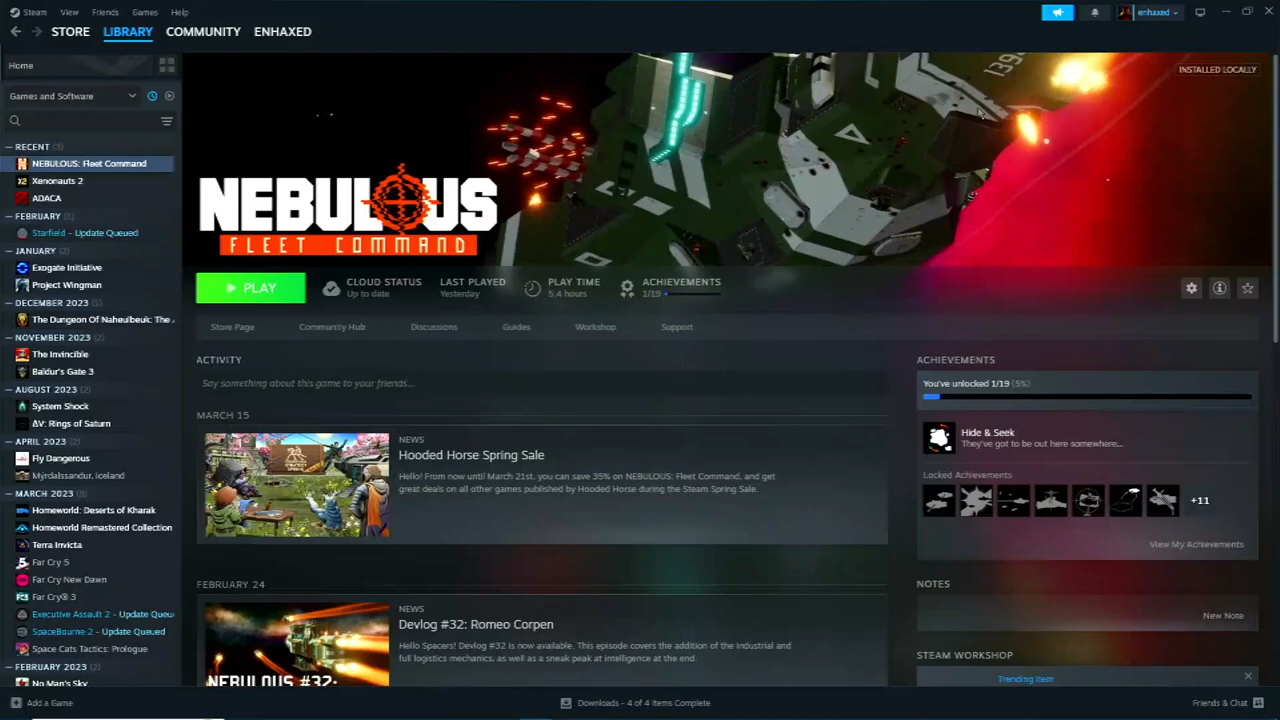 Steam View Friends Games Help
enhaxed
STORE LIBRARY COMMUNITY ENHAXED
Home
Games and Software
RECENT (3)
NEBULOUS: Fleet Command
Xenonauts 2
ADACA
FEBRUARY (1)
Starfield - Update Queued
JANUARY (2)
Exogate Initiative
Project Wingman
DECEMBER 2023 (1)
The Dungeon Of Naheulbeuk: The
NOVEMBER 2023 (2)
The Invincible
Baldur's Gate 3
AUGUST 2023 (2)
System Shock
ΔV: Rings of Saturn
APRIL 2023 (2)
Fly Dangerous
Mýrdalssandur, Iceland
MARCH 2023
Homeworld: Deserts of Kharak
Homeworld Remastered Collection
Terra Invicta
Far Cry 5
Far Cry New Dawn
Far Cry® 3
Executive Assault 2 - Update Queu
SpaceBourne 2 - Update Queued
Space Cats Tactics: Prologue
FEBRUARY 2023
No Man's Sky
Add a Game
INSTALLED LOCALLY
NEBULOUS
FLEET COMMAND
PLAY
CLOUD STATUS
Up to date
LAST PLAYED
Yesterday
PLAY TIME
5.4 hours
ACHIEVEMENTS
1/19
Store Page Community Hub Discussions Guides Workshop Support
ACTIVITY
Say something about this game to your friends...
MARCH 15
NEWS
Hooded Horse Spring Sale
Hello! From now until March 21st, you can save 35% on NEBULOUS: Fleet Command, and get
great deals on all other games published by Hooded Horse during the Steam Spring Sale.
FEBRUARY 24
NEWS
Devlog #32: Romeo Corpen
Hello Spacers! Devlog #32 is now available. This episode covers the addition of the industrial and
full logistics mechanics, as well as a sneak peak at intelligence at the end.
NEBULOUS #32:
ACHIEVEMENTS
You've unlocked 1/19 (5%)
Hide & Seek
They've got to be out here somewhere...
Locked Achievements
+11
View My Achievements
NOTES
New Note
STEAM WORKSHOP
Trending Item
Downloads - 4 of 4 Items Complete
Friends & Chat